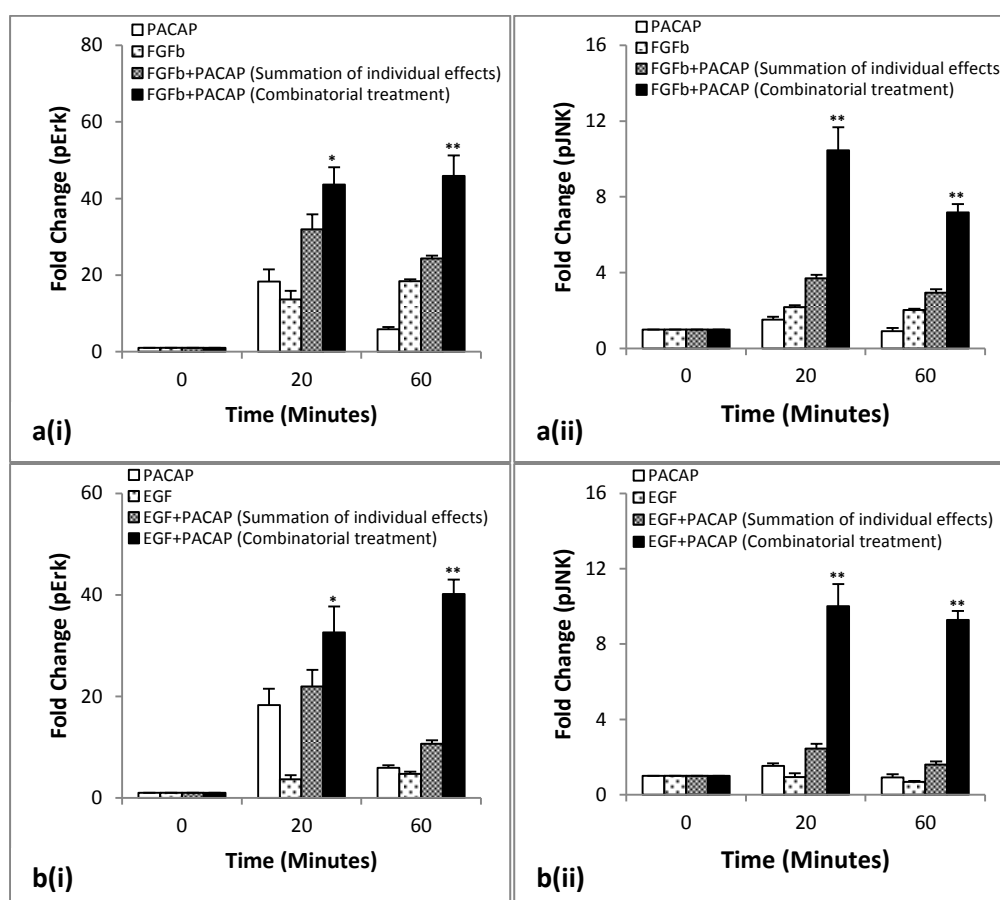 PACAP
FGFb
FGFb+PACAP (Summation of individual effects)
FGFb+PACAP (Combinatorial treatment)
80
60
40
20
0
Fold Change (pErk)
*
**
0 20 60
Time (Minutes)
a(i)
PACAP
FGFb
FGFb+PACAP (Summation of individual effects
FGFb+PACAP (Combinatorial treatment)
16
12
8
4
0
Fold Change (pJNK)
**
**
0 20 60
Time (Minutes)
a(ii)
PACAP
EGF
EGF+PACAP (Summation of individual effects)
EGF+PACAP (Combinatorial treatment)
60
40
20
0
Fold Change (pErk)
*
**
0 20 60
Time (Minutes)
b(i)
PACAP
EGF
EGF+PACAP (Summation of individual effects)
EGF+PACAP (Combinatorial treatment)
16
12
8
4
0
Fold Change (pJNK)
**
**
0 20 60
Time (Minutes)
b(ii)